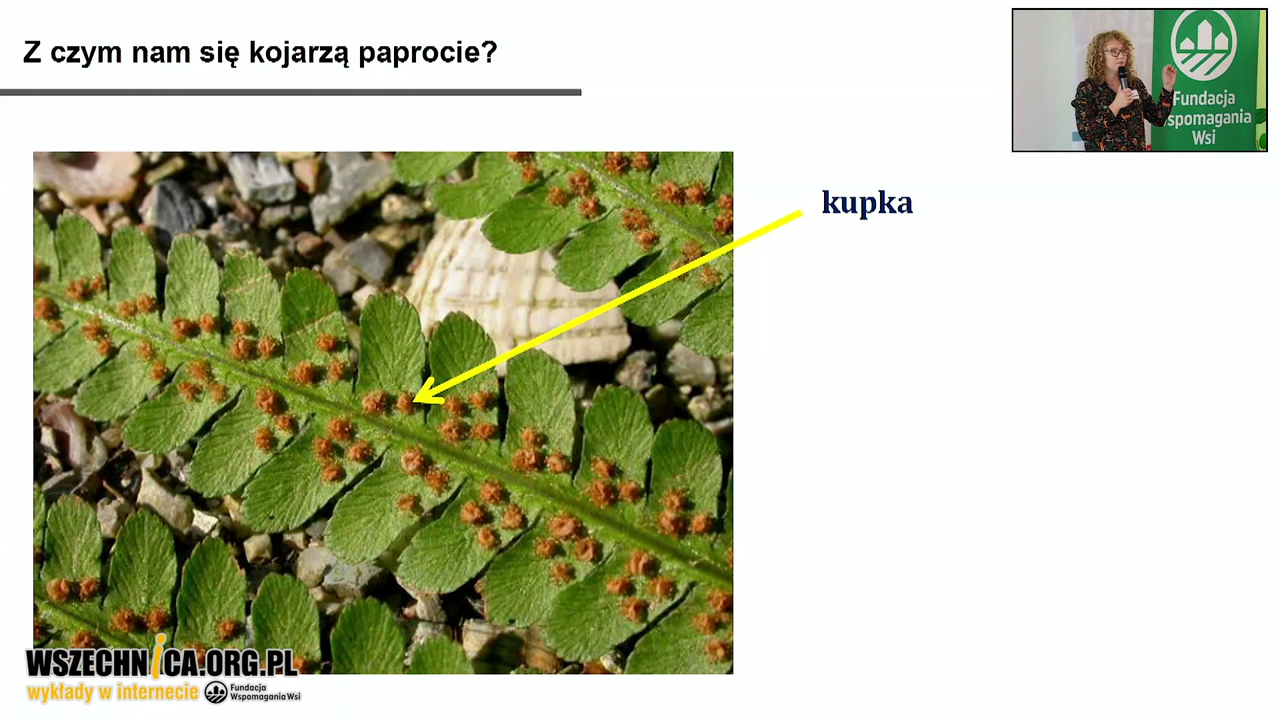 Z czym nam się kojarzą paprocie?
Fundacja
Wspomagania
Wsi
kupka
WSZECHNICA.ORG.PL
wykłady w internecie
Fundacja
Wspomagania Wsi